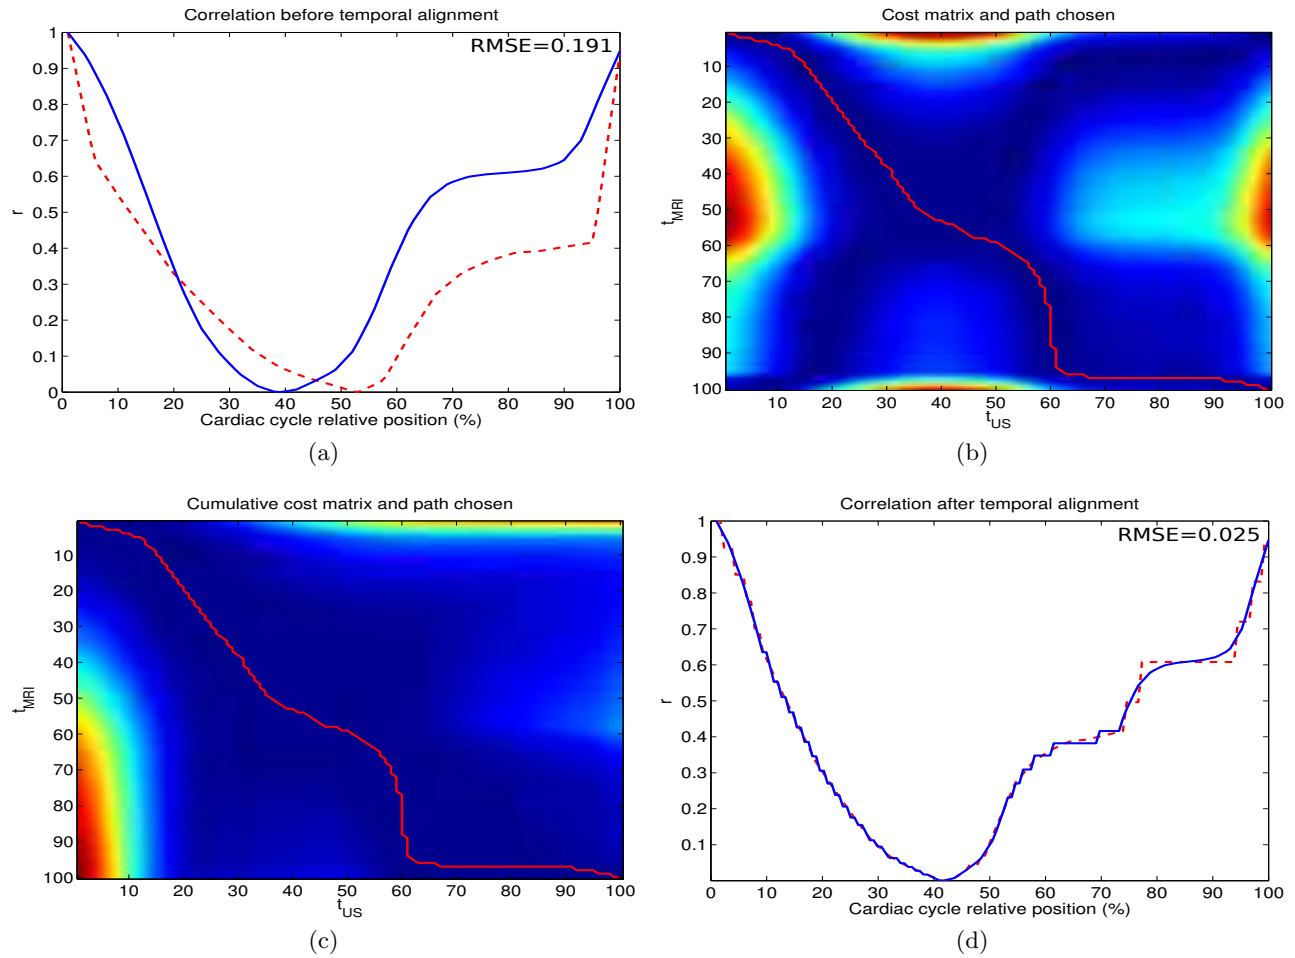 Correlation before temporal alignment
RMSE=0.191
1
0.9
0.8
0.7
0.6
0.5
0.4
0.3
0.2
0.1
0
r
0 10 20 30 40 50 60 70 80 90 100
Cardiac cycle relative position (%)
(a)
Cost matrix and path chosen
10
20
30
40
50
60
70
80
90
100
t_MRI
10 20 30 40 50 60 70 80 90 100
t_US
(b)
Cumulative cost matrix and path chosen
10
20
30
40
50
60
70
80
90
100
t_MRI
10 20 30 40 50 60 70 80 90 100
t_US
(c)
Correlation after temporal alignment
RMSE=0.025
1
0.9
0.8
0.7
0.6
0.5
0.4
0.3
0.2
0.1
r
0 10 20 30 40 50 60 70 80 90 100
Cardiac cycle relative position (%)
(d)